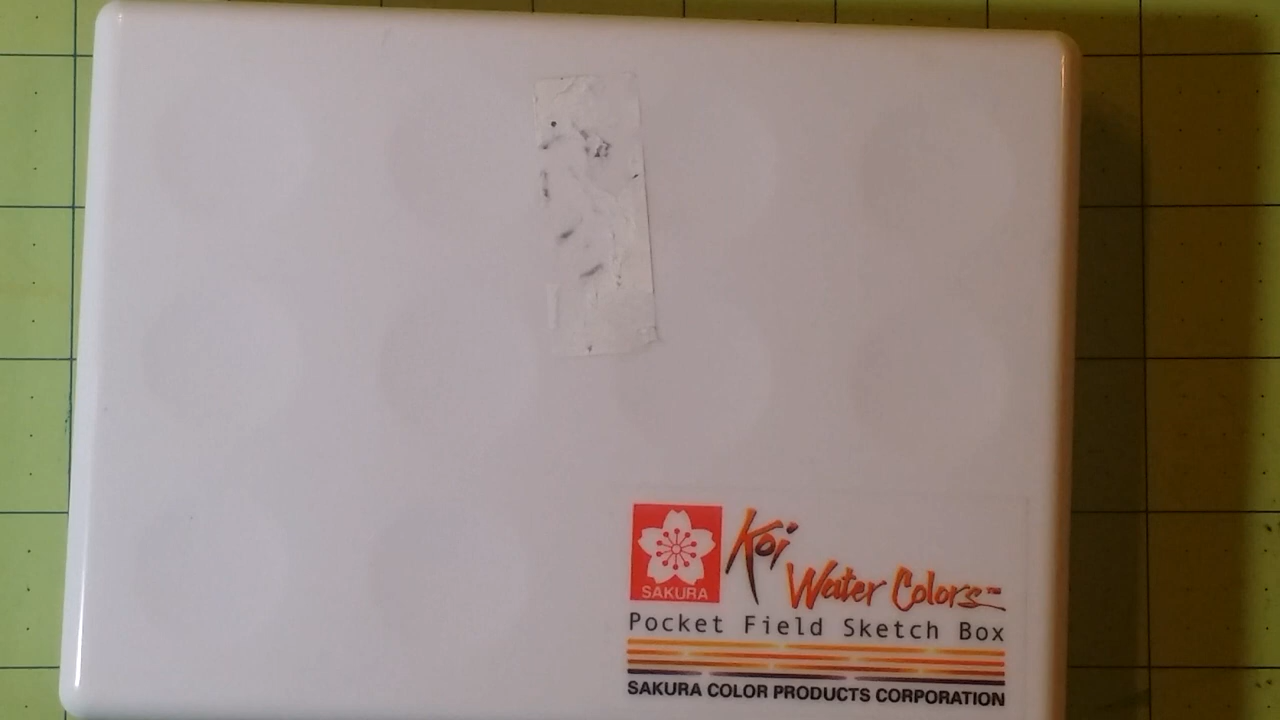 Koi
Water Colors™
SAKURA
Pocket Field Sketch Box
SAKURA COLOR PRODUCTS CORPORATION